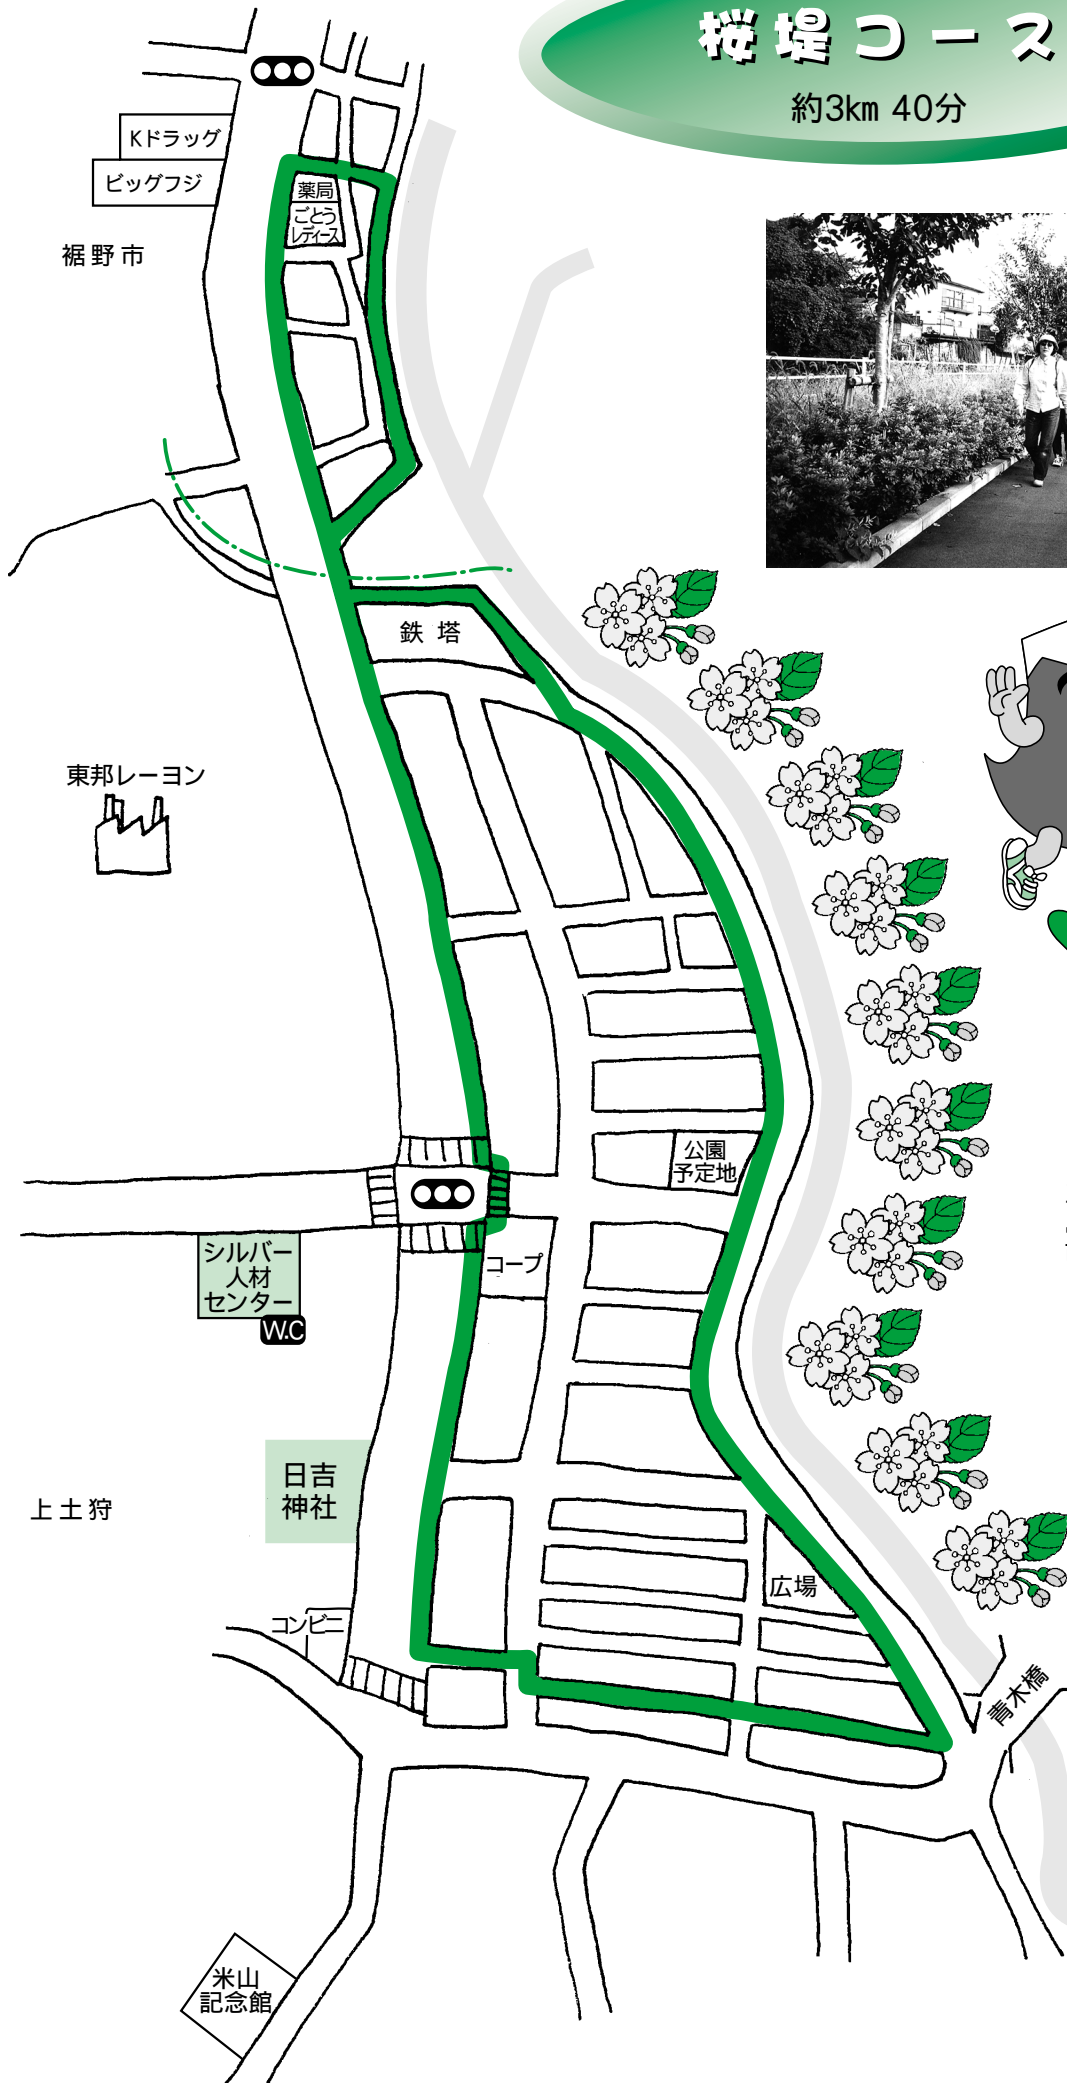 桜堤コース
約3km 40分
Kドラッグ
ビッグフジ
薬局
ごとう
レディース
裾野市
鉄塔
東邦レーヨン
公園
予定地
シルバー
人材
センター
W.C
コープ
日吉
神社
上土狩
広場
コンビニ
青木橋
米山
記念館